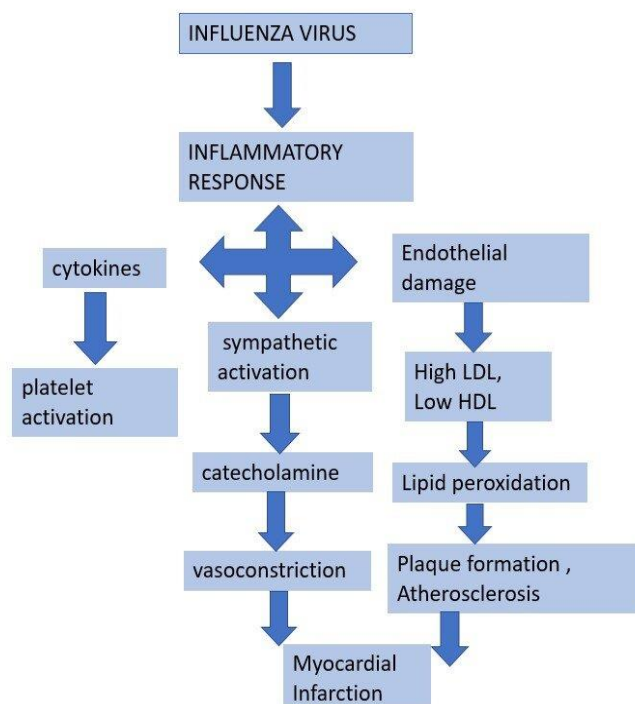 INFLUENZA VIRUS
INFLAMMATORY
RESPONSE
cytokines
platelet
activation
sympathetic
activation
catecholamine
vasoconstriction
Endothelial
damage
High LDL,
Low HDL
Lipid peroxidation
Plaque formation ,
Atherosclerosis
Myocardial
Infarction